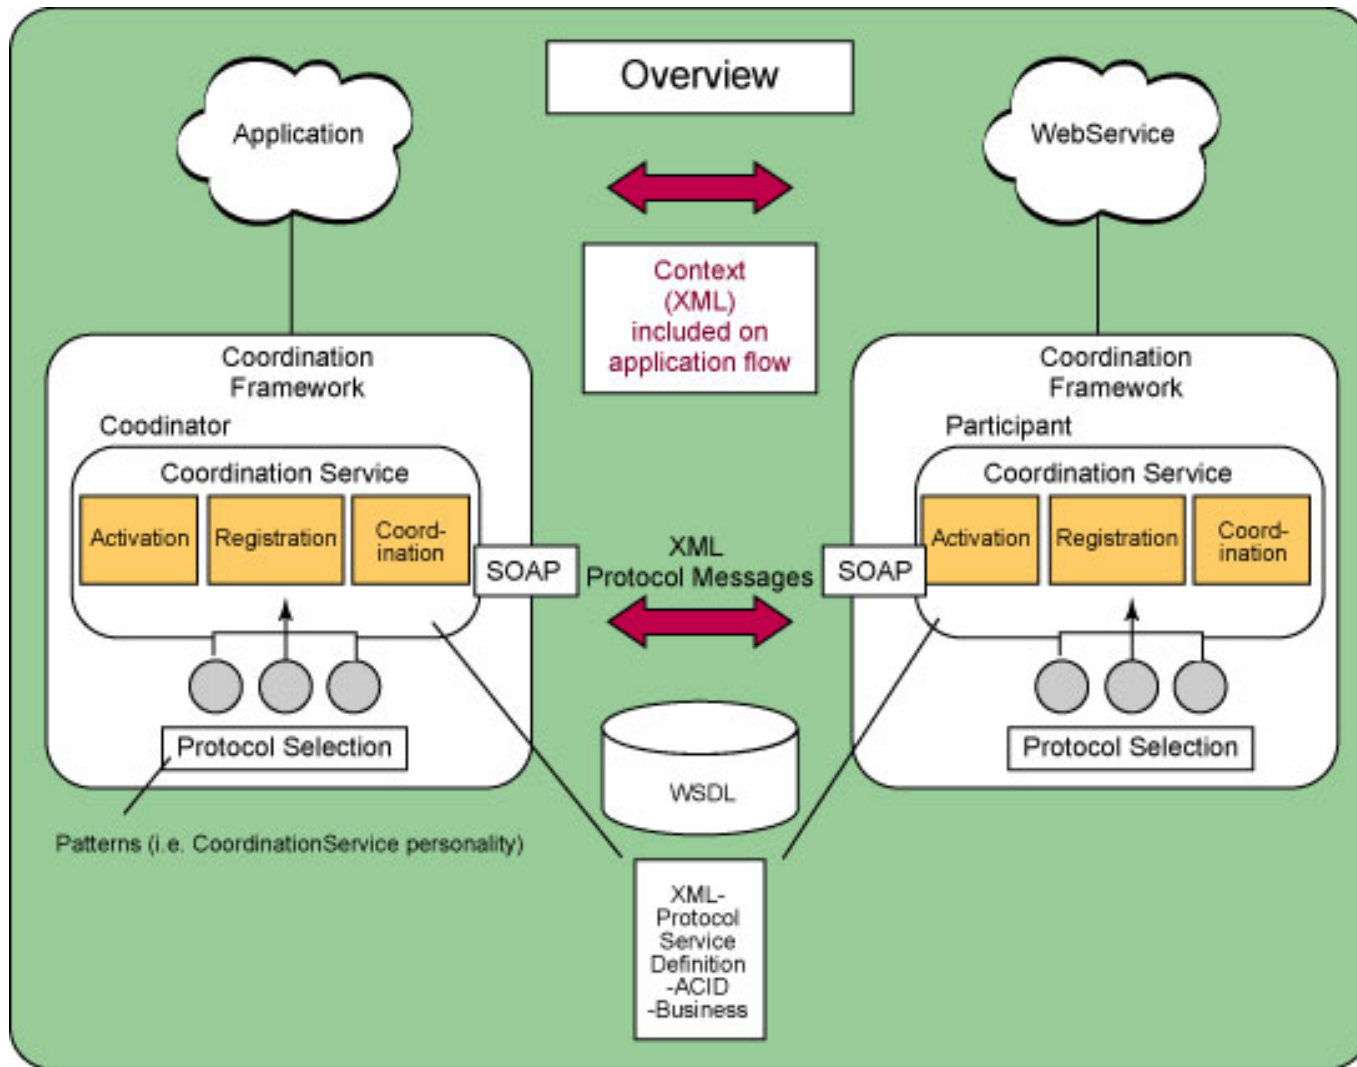 Overview
Application
WebService
Context
(XML)
included on
application flow
Coordination
Framework
Coodinator
Coordination Service
Activation
Registration
Coord-
ination
SOAP
Protocol Selection
Patterns (i.e. CoordinationService personality)
XML
Protocol Messages
WSDL
XML-
Protocol
Service
Definition
-ACID
-Business
Coordination
Framework
Participant
Coordination Service
SOAP
Activation
Registration
Coord-
ination
Protocol Selection